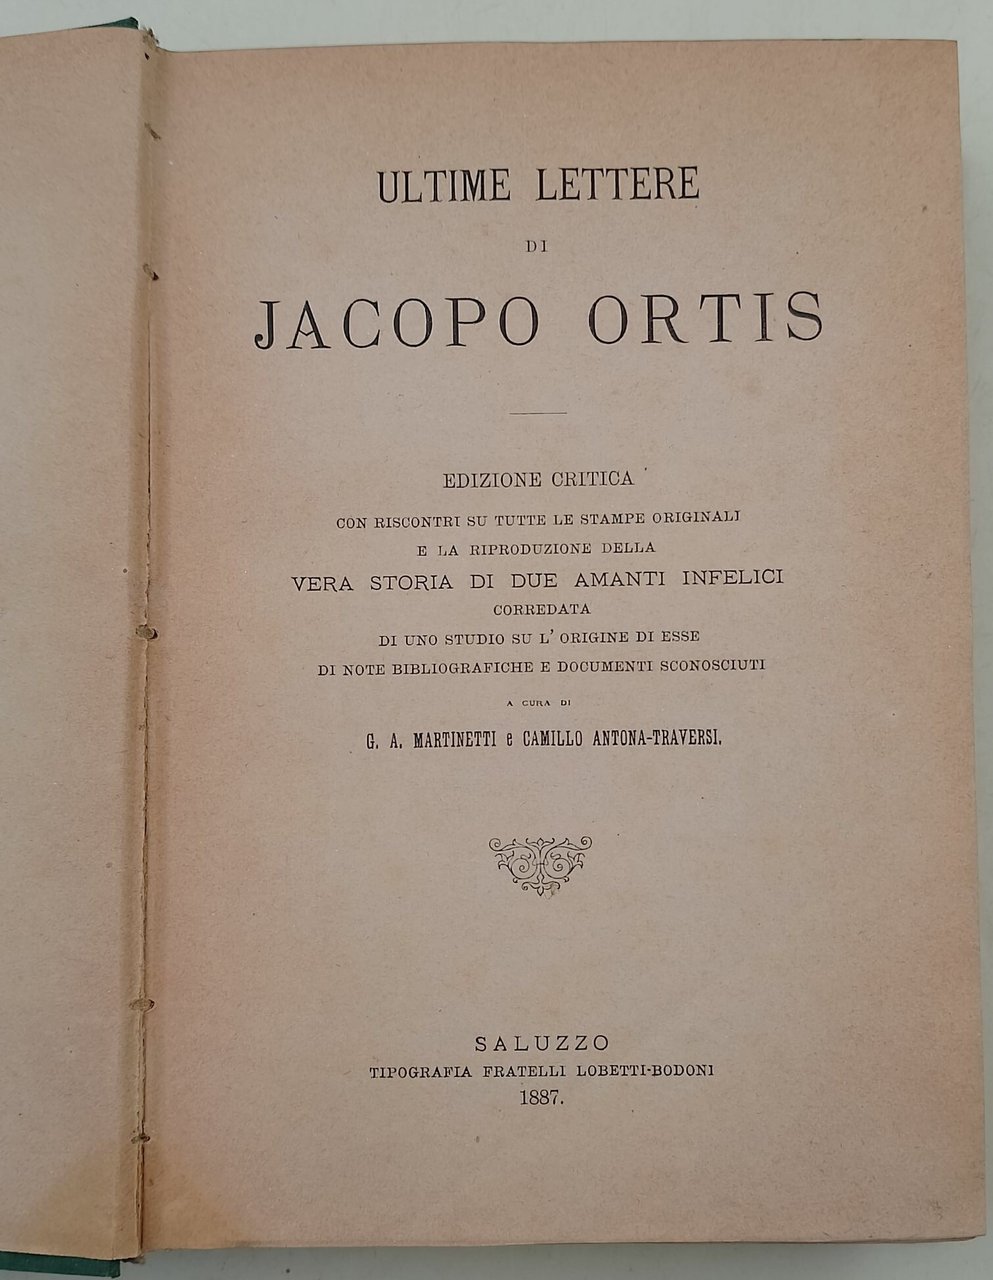 ULTIME LETTERE
DI
JACOPO ORTIS
EDIZIONE CRITICA
CON RISCONTRI SU TUTTE LE STAMPE ORIGINALI
E LA RIPRODUZIONE DELLA
VERA STORIA DI DUE AMANTI INFELICI
CORREDATA
DI UNO STUDIO SU L' ORIGINE DI ESSE
DI NOTE BIBLIOGRAFICHE E DOCUMENTI SCONOSCIUTI
A CURA DI
G. A. MARTINETTI e CAMILLO ANTONA-TRAVERSI.
SALUZZO
TIPOGRAFIA FRATELLI LOBETTI-BODONI
1887.